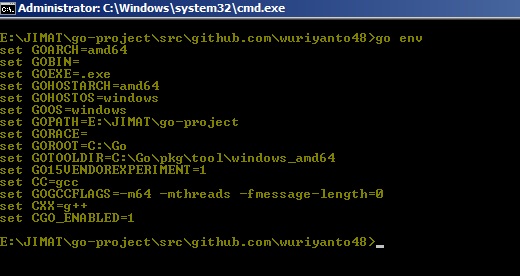 Administrator: C:\Windows\system32\cmd.exe
E:\JIMAT\go-project\src\github.com\wuriyanto48>go env
set GOARCH=amd64
set GOBIN=
set GOEXE=.exe
set GOHOSTARCH=amd64
set GOHOSTOS=windows
set GOOS=windows
set GOPATH=E:\JIMAT\go-project
set GORACE=
set GOROOT=C:\Go
set GOTOOLDIR=C:\Go\pkg\tool\windows_amd64
set GO15VENDOREXPERIMENT=1
set CC=gcc
set GOGCCFLAGS=-m64 -mthreads -fmessage-length=0
set CXX=g++
set CGO_ENABLED=1
E:\JIMAT\go-project\src\github.com\wuriyanto48>_